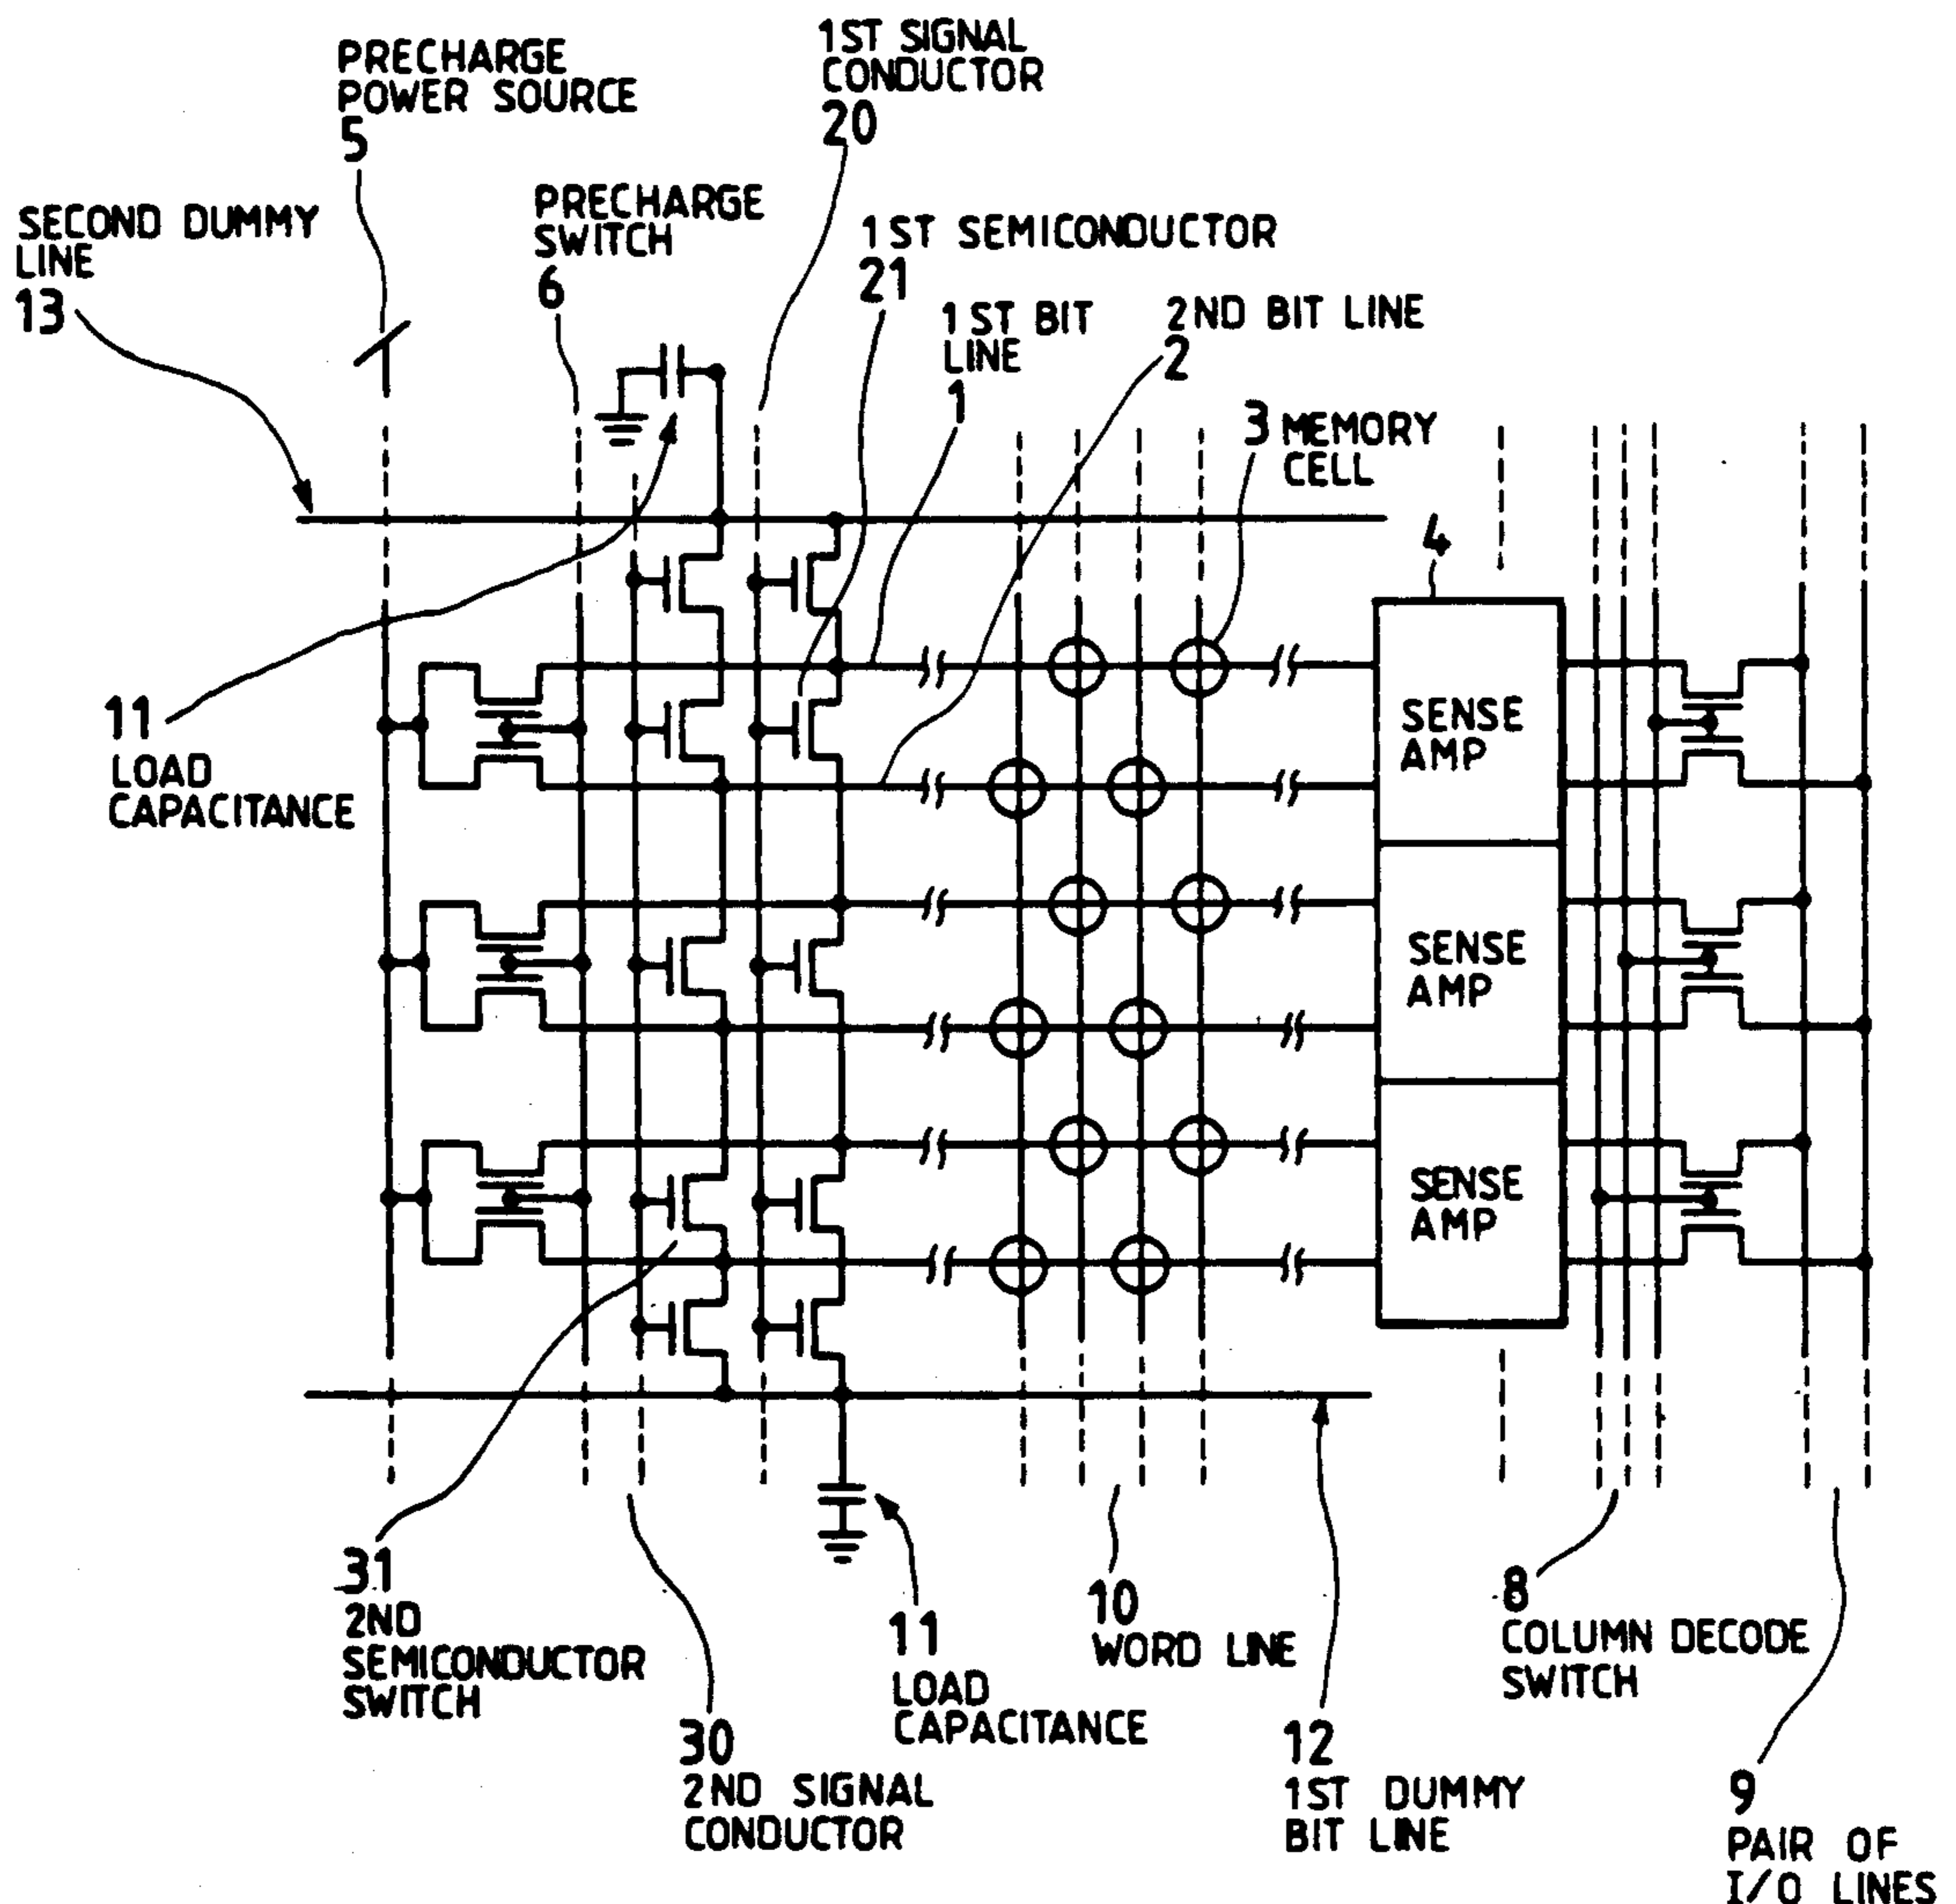 PRECHARGE
POWER SOURCE
5
1ST SIGNAL
CONDUCTOR
20
SECOND DUMMY
LINE
13
PRECHARGE
SWITCH
6
1ST SEMICONDUCTOR
21
1ST BIT
LINE
1
2ND BIT LINE
2
3 MEMORY
CELL
4
11
LOAD
CAPACITANCE
SENSE
AMP
SENSE
AMP
SENSE
AMP
31
2ND
SEMICONDUCTOR
SWITCH
30
2ND SIGNAL
CONDUCTOR
11
LOAD
CAPACITANCE
10
WORD LINE
12
1ST DUMMY
BIT LINE
8
COLUMN DECODE
SWITCH
9
PAIR OF
I/O LINES